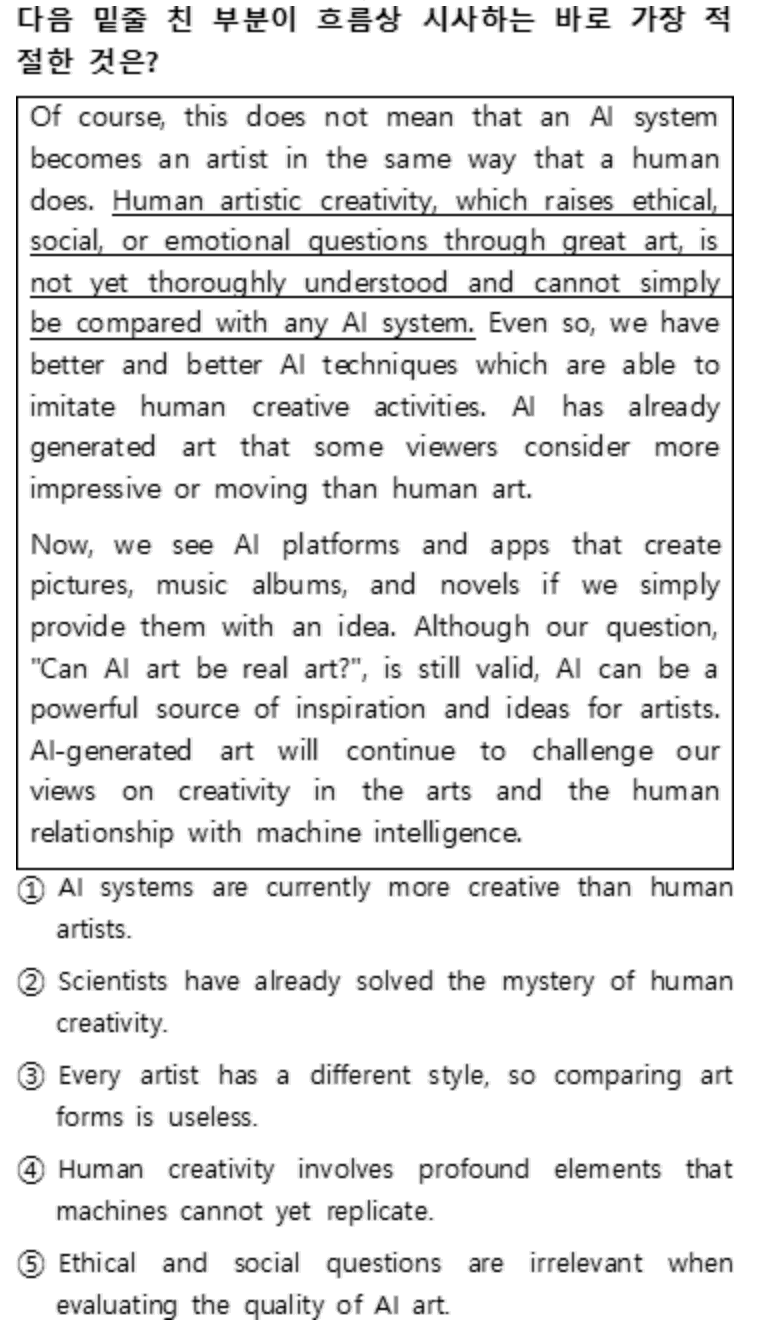 다음 밑줄 친 부분이 흐름상 시사하는 바로 가장 적
절한 것은?
Of course, this does not mean that an AI system
becomes an artist in the same way that a human
does. Human artistic creativity, which raises ethical,
social, or emotional questions through great art, is
not yet thoroughly understood and cannot simply
be compared with any AI system. Even so, we have
better and better AI techniques which are able to
imitate human creative activities. AI has already
generated art that some viewers consider more
impressive or moving than human art.
Now, we see AI platforms and apps that create
pictures, music albums, and novels if we simply
provide them with an idea. Although our question,
"Can AI art be real art?", is still valid, AI can be a
powerful source of inspiration and ideas for artists.
AI-generated art will continue to challenge our
views on creativity in the arts and the human
relationship with machine intelligence.
① AI systems are currently more creative than human
artists.
② Scientists have already solved the mystery of human
creativity.
③ Every artist has a different style, so comparing art
forms is useless.
④ Human creativity involves profound elements that
machines cannot yet replicate.
⑤ Ethical and social questions are irrelevant when
evaluating the quality of AI art.